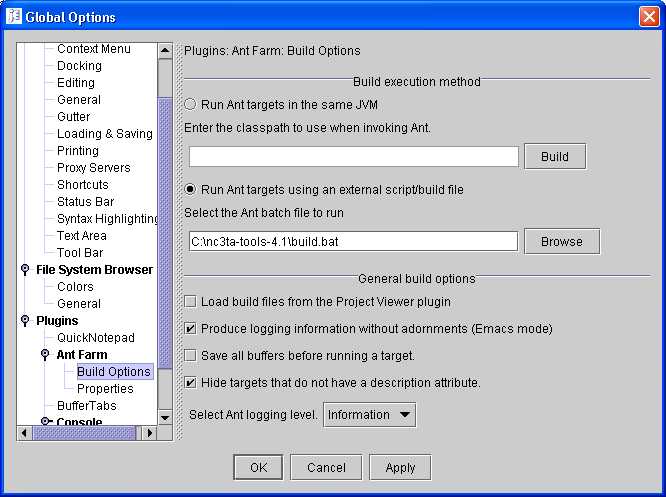 Global Options
Context Menu
Docking
Editing
General
Gutter
Loading & Saving
Printing
Proxy Servers
Shortcuts
Status Bar
Syntax Highlighting
Text Area
Tool Bar
File System Browser
Colors
General
Plugins
QuickNotepad
Ant Farm
Build Options
Properties
BufferTabs
Console
Plugins: Ant Farm: Build Options
Build execution method
Run Ant targets in the same JVM
Enter the classpath to use when invoking Ant.
Build
Run Ant targets using an external script/build file
Select the Ant batch file to run
C:\nc3ta-tools-4.1\build.bat
Browse
General build options
Load build files from the Project Viewer plugin
Produce logging information without adornments (Emacs mode)
Save all buffers before running a target.
Hide targets that do not have a description attribute.
Select Ant logging level. Information
OK Cancel Apply